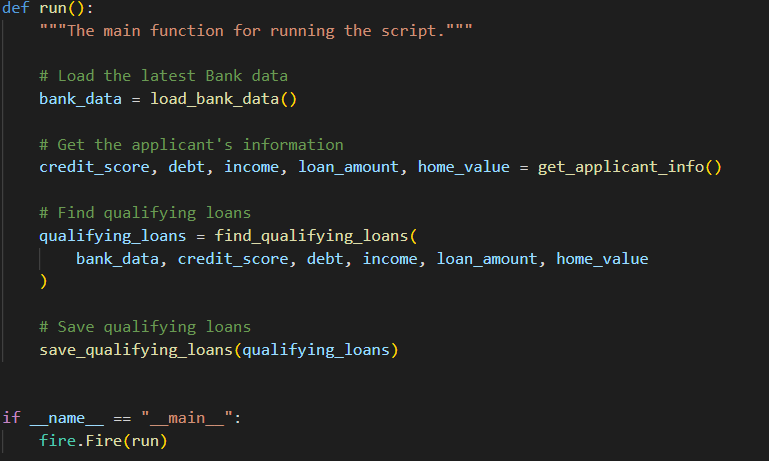 def run():
    """The main function for running the script."""
    # Load the latest Bank data
    bank_data = load_bank_data()
    # Get the applicant's information
    credit_score, debt, income, loan_amount, home_value = get_applicant_info()
    # Find qualifying loans
    qualifying_loans = find_qualifying_loans(
        bank_data, credit_score, debt, income, loan_amount, home_value
    )
    # Save qualifying loans
    save_qualifying_loans(qualifying_loans)
if __name__ == "__main__":
    fire.Fire(run)